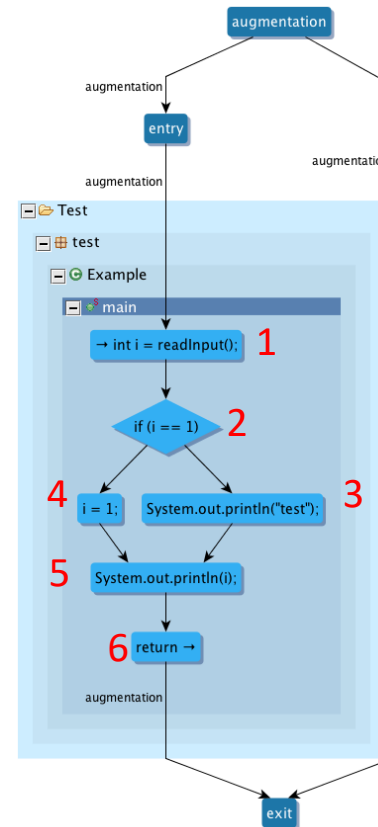 augmentation
augmentation
entry
augmentation
augmentatio
Test
test
Example
main
→ int i = readInput();
1
if (i == 1)
2
4
i = 1;
System.out.println("test");
3
5
System.out.println(i);
6
return →
augmentation
exit